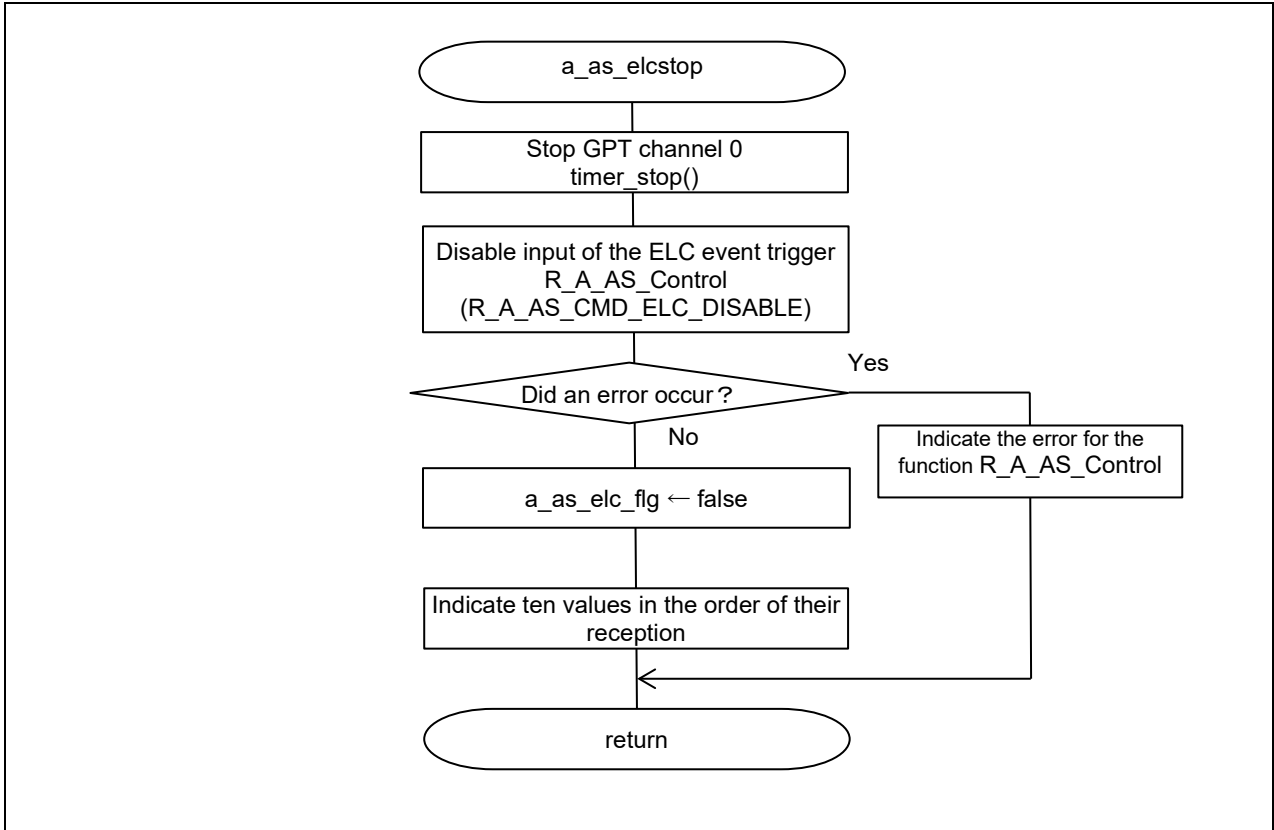 a_as_elcstop
Stop GPT channel 0
timer_stop()
Disable input of the ELC event trigger
R_A_AS_Control
(R_A_AS_CMD_ELC_DISABLE)
Did an error occur？
Yes
No
Indicate the error for the
function R_A_AS_Control
a_as_elc_flg ← false
Indicate ten values in the order of their
reception
return